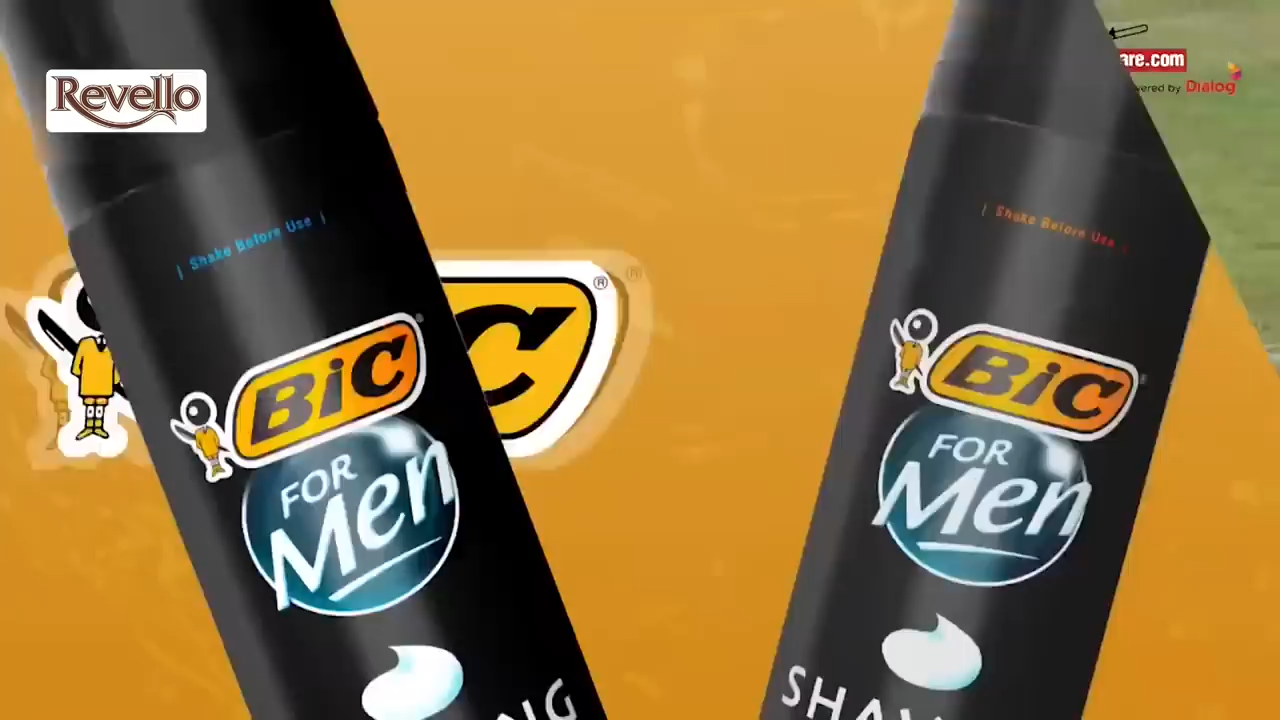 Revello
are.com
vered by Dialog
| Shake Before Use |
| Shake Before Use |
BiC ®
C ®
BiC
FOR
Men
FOR
Men
NG
SHAV